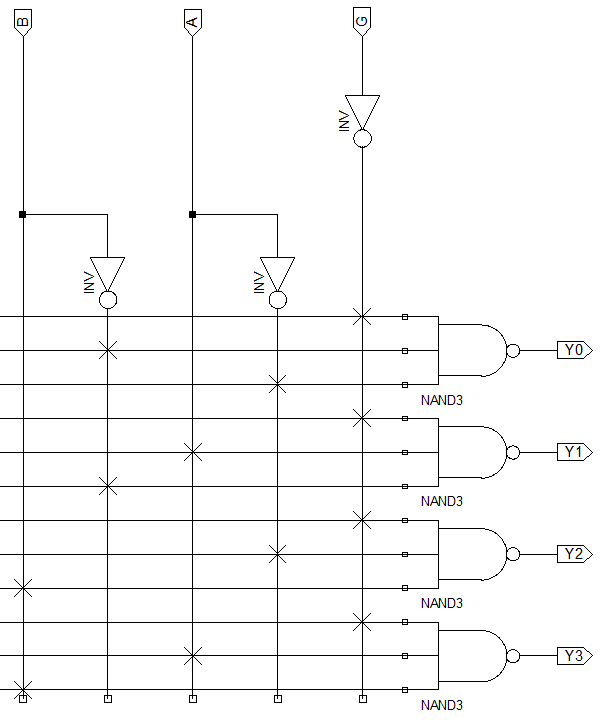 B
A
G
INV
INV
INV
Y0
NAND3
Y1
NAND3
Y2
NAND3
Y3
NAND3